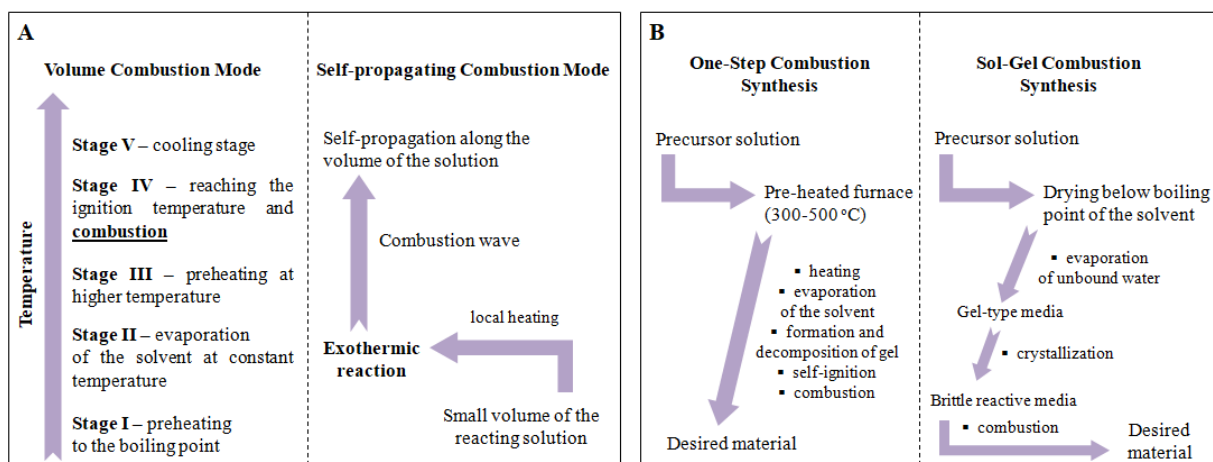 A
Volume Combustion Mode
Temperature
Stage V – cooling stage
Stage IV – reaching the
ignition temperature and
combustion
Stage III – preheating at
higher temperature
Stage II – evaporation
of the solvent at constant
temperature
Stage I – preheating
to the boiling point
Self-propagating Combustion Mode
Self-propagation along the
volume of the solution
Combustion wave
local heating
Exothermic
reaction
Small volume of the
reacting solution
B
One-Step Combustion
Synthesis
Precursor solution
Pre-heated furnace
(300-500 °C)
▪ heating
▪ evaporation
of the solvent
▪ formation and
decomposition of gel
▪ self-ignition
▪ combustion
Desired material
Sol-Gel Combustion
Synthesis
Precursor solution
Drying below boiling
point of the solvent
▪ evaporation
of unbound water
Gel-type media
▪ crystallization
Brittle reactive media
▪ combustion
Desired
material